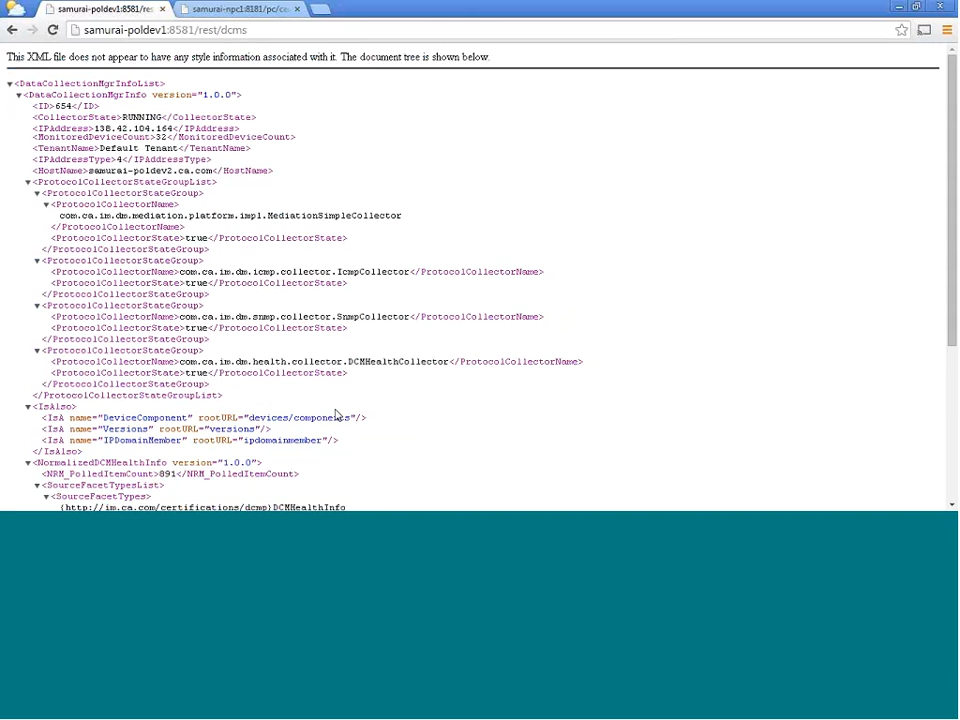 samurai-poldev1:8581/res
samurai-npc1:8181/pc/ce
samurai-poldev1:8581/rest/dcms
This XML file does not appear to have any style information associated with it. The document tree is shown below.
<DataCollectionMgrInfoList>
<DataCollectionMgrInfo version="1.0.0">
<ID>654</ID>
<CollectorState>RUNNING</CollectorState>
<IPAddress>138.42.104.164</IPAddress>
<MonitoredDeviceCount>32</MonitoredDeviceCount>
<TenantName>Default Tenant</TenantName>
<IPAddressType>4</IPAddressType>
<HostName>samurai-poldev2.ca.com</HostName>
<ProtocolCollectorStateGroupList>
<ProtocolCollectorStateGroup>
<ProtocolCollectorName>
com.ca.im.dm.mediation.platform.impl.MediationSimpleCollector
</ProtocolCollectorName>
<ProtocolCollectorState>true</ProtocolCollectorState>
</ProtocolCollectorStateGroup>
<ProtocolCollectorStateGroup>
<ProtocolCollectorName>com.ca.im.dm.icmp.collector.IcmpCollector</ProtocolCollectorName>
<ProtocolCollectorState>true</ProtocolCollectorState>
</ProtocolCollectorStateGroup>
<ProtocolCollectorStateGroup>
<ProtocolCollectorName>com.ca.im.dm.snmp.collector.SnmpCollector</ProtocolCollectorName>
<ProtocolCollectorState>true</ProtocolCollectorState>
</ProtocolCollectorStateGroup>
<ProtocolCollectorStateGroup>
<ProtocolCollectorName>com.ca.im.dm.health.collector.DCMHealthCollector</ProtocolCollectorName>
<ProtocolCollectorState>true</ProtocolCollectorState>
</ProtocolCollectorStateGroup>
</ProtocolCollectorStateGroupList>
<IsAlso>
<IsA name="DeviceComponent" rootURL="devices/components"/>
<IsA name="Versions" rootURL="versions"/>
<IsA name="IPDomainMember" rootURL="ipdomainmember"/>
</IsAlso>
<NormalizedDCMHealthInfo version="1.0.0">
<NRM_PolledItemCount>891</NRM_PolledItemCount>
<SourceFacetTypesList>
<SourceFacetTypes>
{http://im.ca.com/certifications/dcmp}DCMHealthInfo